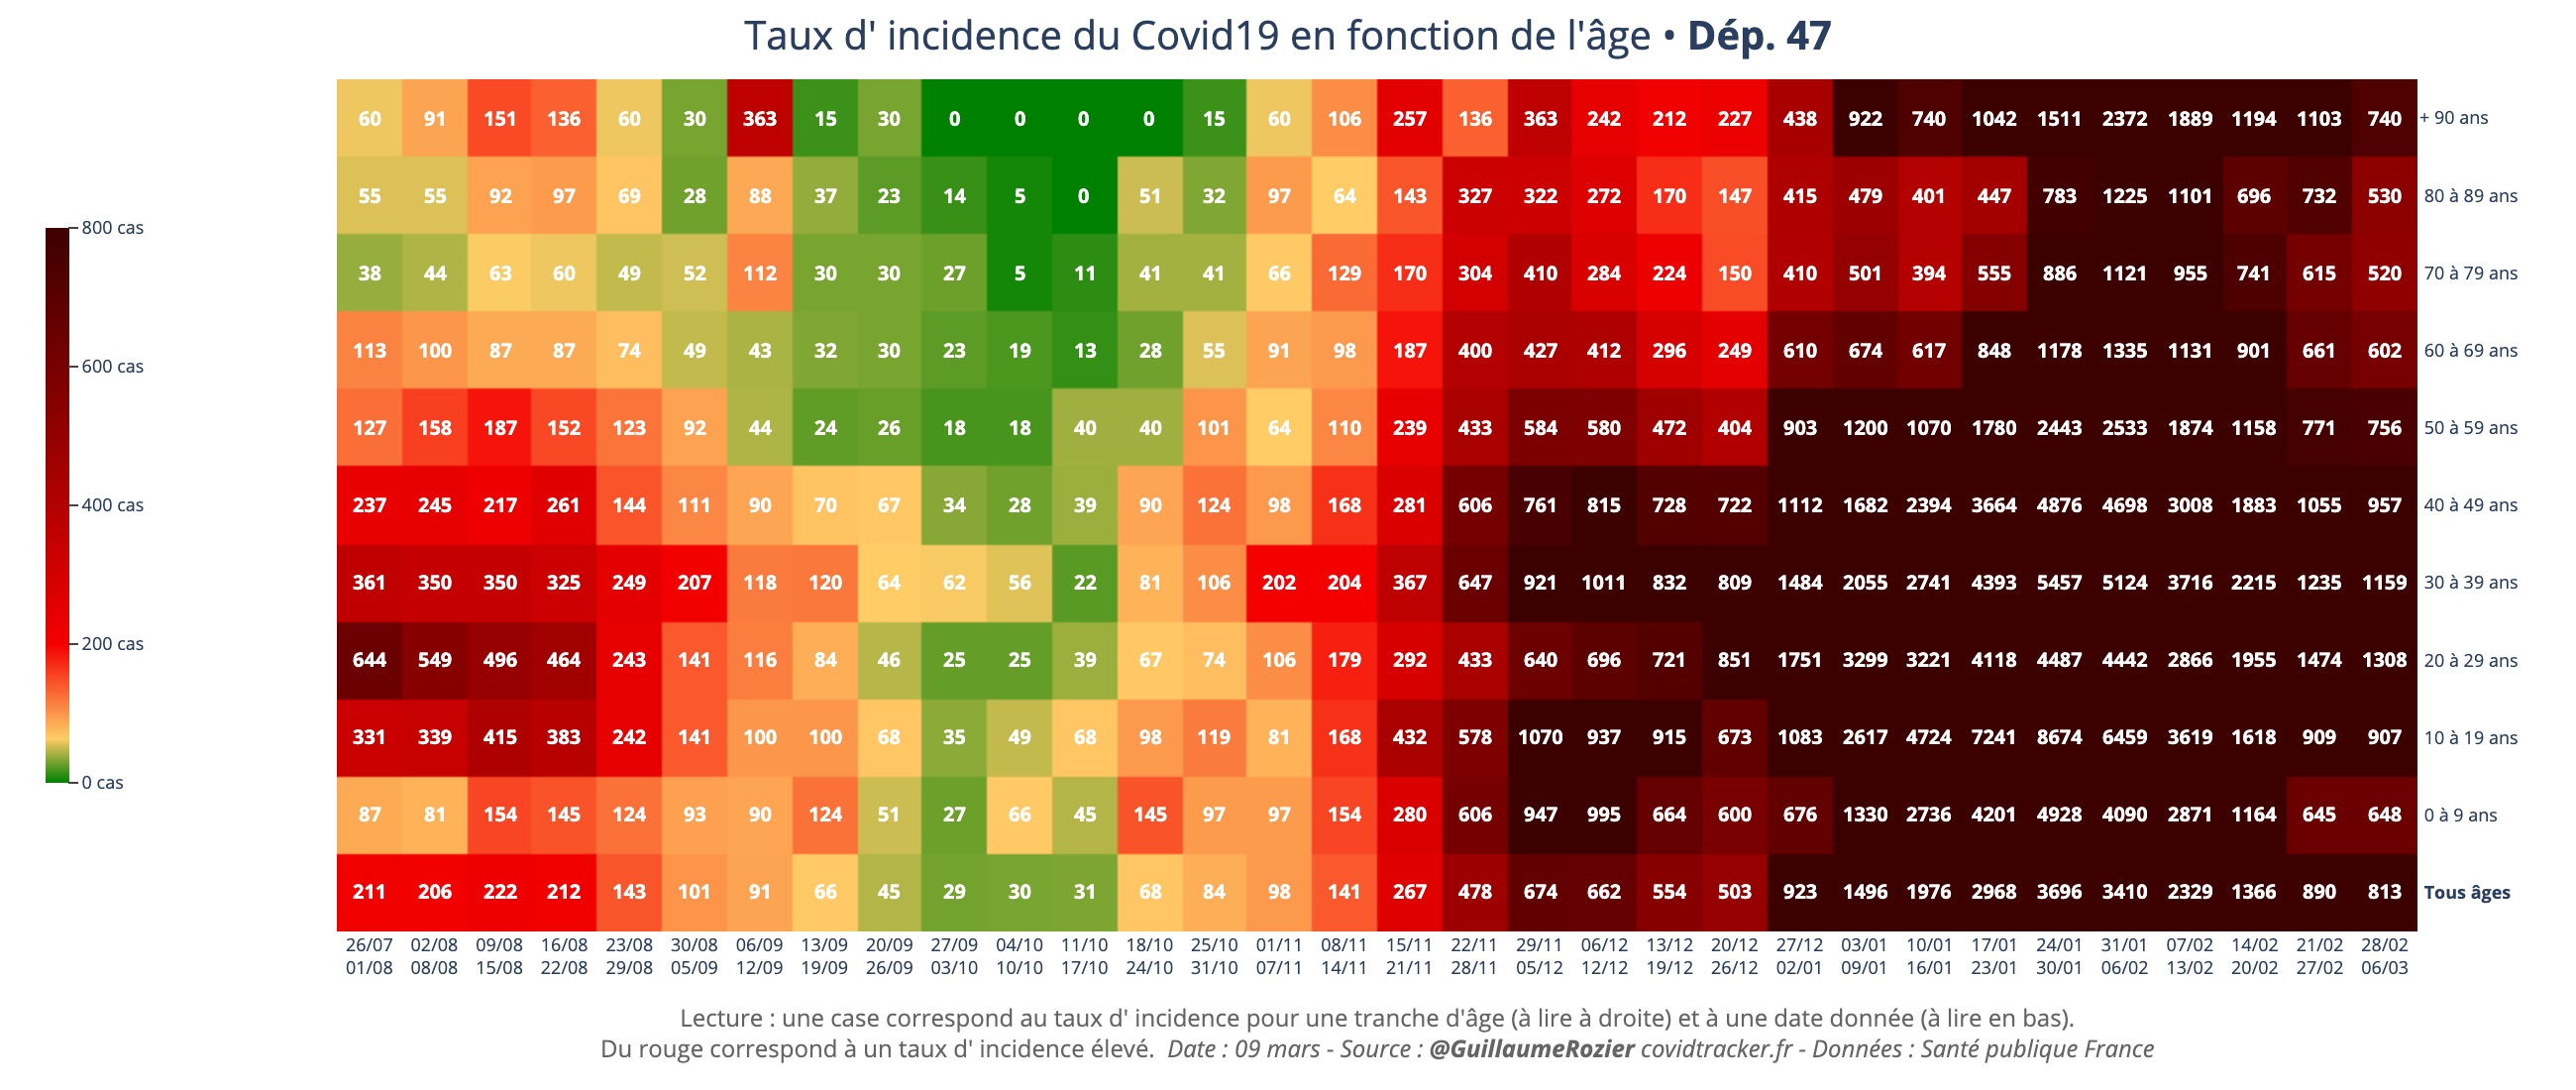 Taux d' incidence du Covid19 en fonction de l'âge • Dép. 47
60 91 151 136 60 30 363 15 30 0 0 0 0 15 60 106 257 136 363 242 212 227 438 922 740 1042 1511 2372 1889 1194 1103 740 + 90 ans
55 55 92 97 69 28 88 37 23 14 5 0 51 32 97 64 143 327 322 272 170 147 415 479 401 447 783 1225 1101 696 732 530 80 à 89 ans
800 cas
38 44 63 60 49 52 112 30 30 27 5 11 41 41 66 129 170 304 410 284 224 150 410 501 394 555 886 1121 955 741 615 520 70 à 79 ans
113 100 87 87 74 49 43 32 30 23 19 13 28 55 91 98 187 400 427 412 296 249 610 674 617 848 1178 1335 1131 901 661 602 60 à 69 ans
600 cas
127 158 187 152 123 92 44 24 26 18 18 40 40 101 64 110 239 433 584 580 472 404 903 1200 1070 1780 2443 2533 1874 1158 771 756 50 à 59 ans
400 cas
237 245 217 261 144 111 90 70 67 34 28 39 90 124 98 168 281 606 761 815 728 722 1112 1682 2394 3664 4876 4698 3008 1883 1055 957 40 à 49 ans
361 350 350 325 249 207 118 120 64 62 56 22 81 106 202 204 367 647 921 1011 832 809 1484 2055 2741 4393 5457 5124 3716 2215 1235 1159 30 à 39 ans
200 cas
644 549 496 464 243 141 116 84 46 25 25 39 67 74 106 179 292 433 640 696 721 851 1751 3299 3221 4118 4487 4442 2866 1955 1474 1308 20 à 29 ans
331 339 415 383 242 141 100 100 68 35 49 68 98 119 81 168 432 578 1070 937 915 673 1083 2617 4724 7241 8674 6459 3619 1618 909 907 10 à 19 ans
0 cas
87 81 154 145 124 93 90 124 51 27 66 45 145 97 97 154 280 606 947 995 664 600 676 1330 2736 4201 4928 4090 2871 1164 645 648 0 à 9 ans
211 206 222 212 143 101 91 66 45 29 30 31 68 84 98 141 267 478 674 662 554 503 923 1496 1976 2968 3696 3410 2329 1366 890 813 Tous âges
26/07 02/08 09/08 16/08 23/08 30/08 06/09 13/09 20/09 27/09 04/10 11/10 18/10 25/10 01/11 08/11 15/11 22/11 29/11 06/12 13/12 20/12 27/12 03/01 10/01 17/01 24/01 31/01 07/02 14/02 21/02 28/02
01/08 08/08 15/08 22/08 29/08 05/09 12/09 19/09 26/09 03/10 10/10 17/10 24/10 31/10 07/11 14/11 21/11 28/11 05/12 12/12 19/12 26/12 02/01 09/01 16/01 23/01 30/01 06/02 13/02 20/02 27/02 06/03
Lecture : une case correspond au taux d' incidence pour une tranche d'âge (à lire à droite) et à une date donnée (à lire en bas).
Du rouge correspond à un taux d' incidence élevé. Date : 09 mars - Source : @GuillaumeRozier covidtracker.fr - Données : Santé publique France